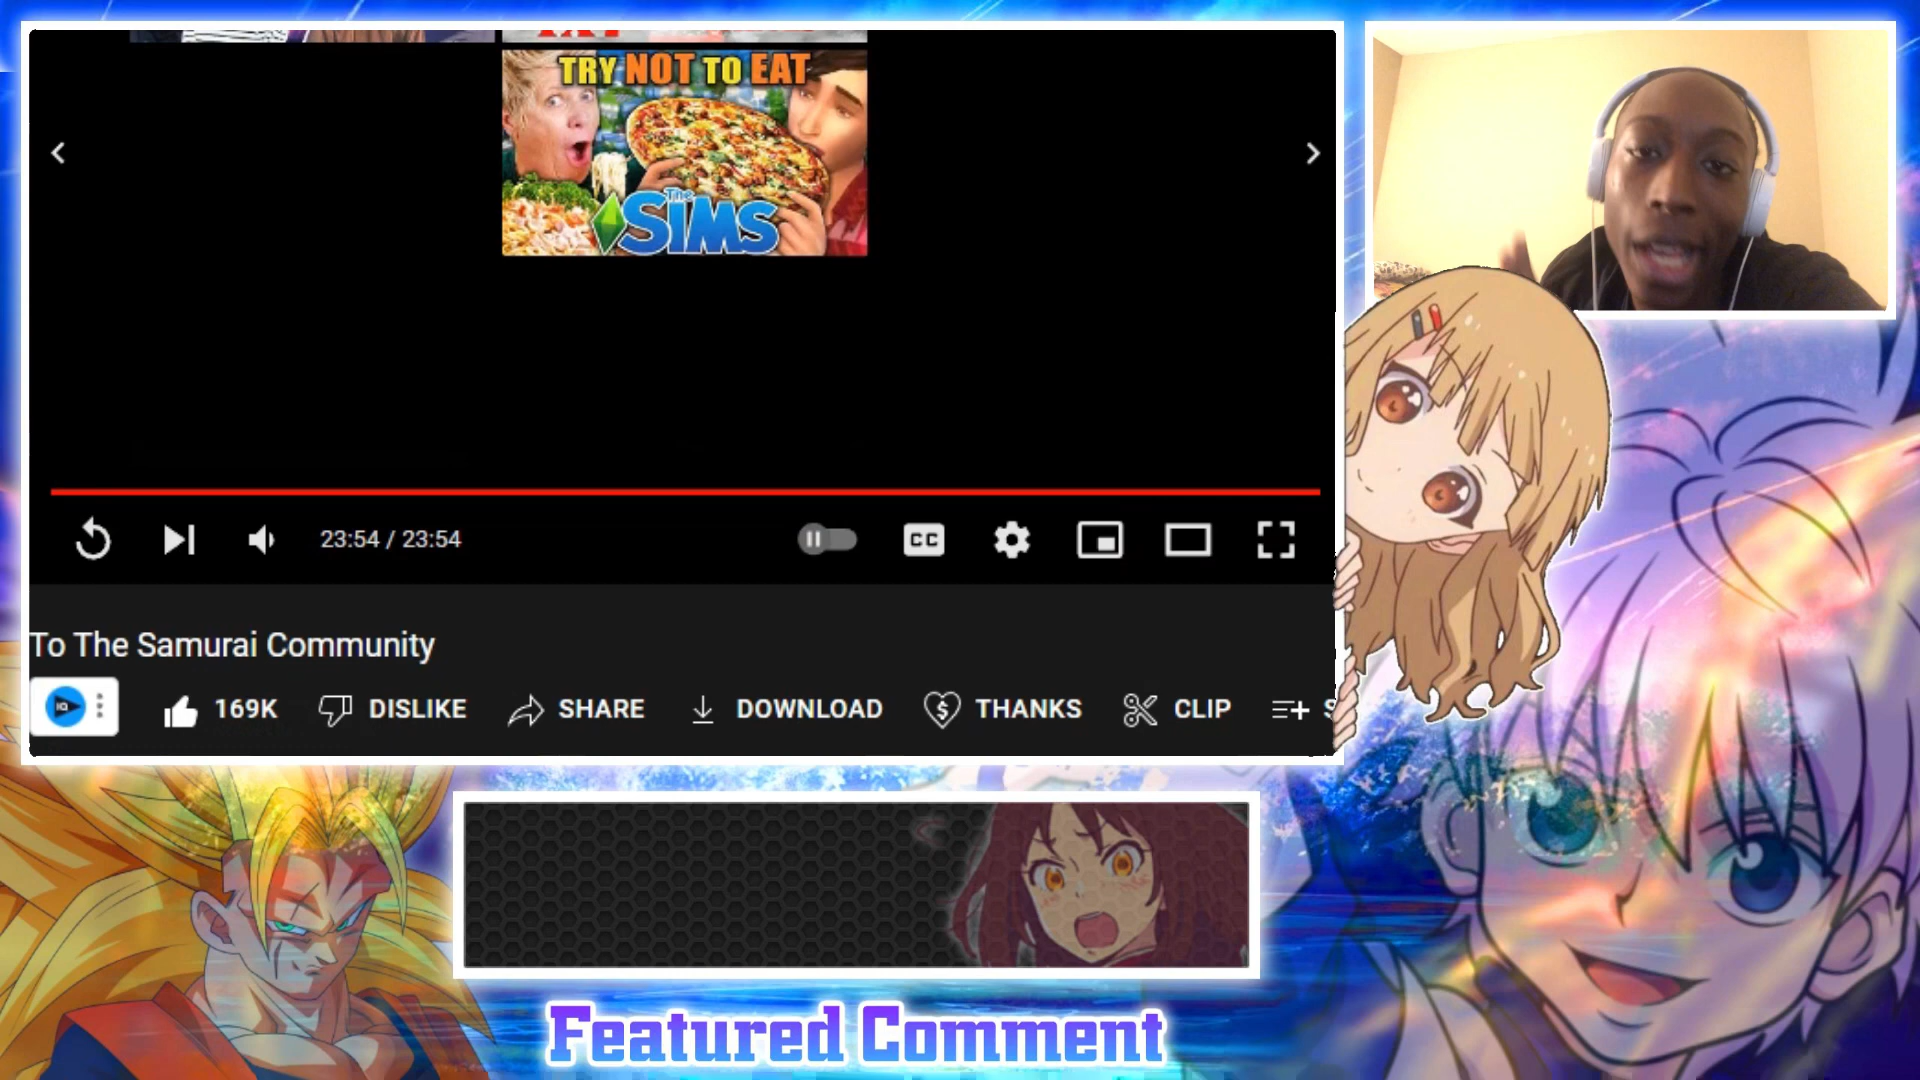 TRY NOT TO EAT
The
SIMS
23:54 / 23:54
CC
To The Samurai Community
IQ
169K DISLIKE SHARE DOWNLOAD THANKS CLIP
Featured Comment